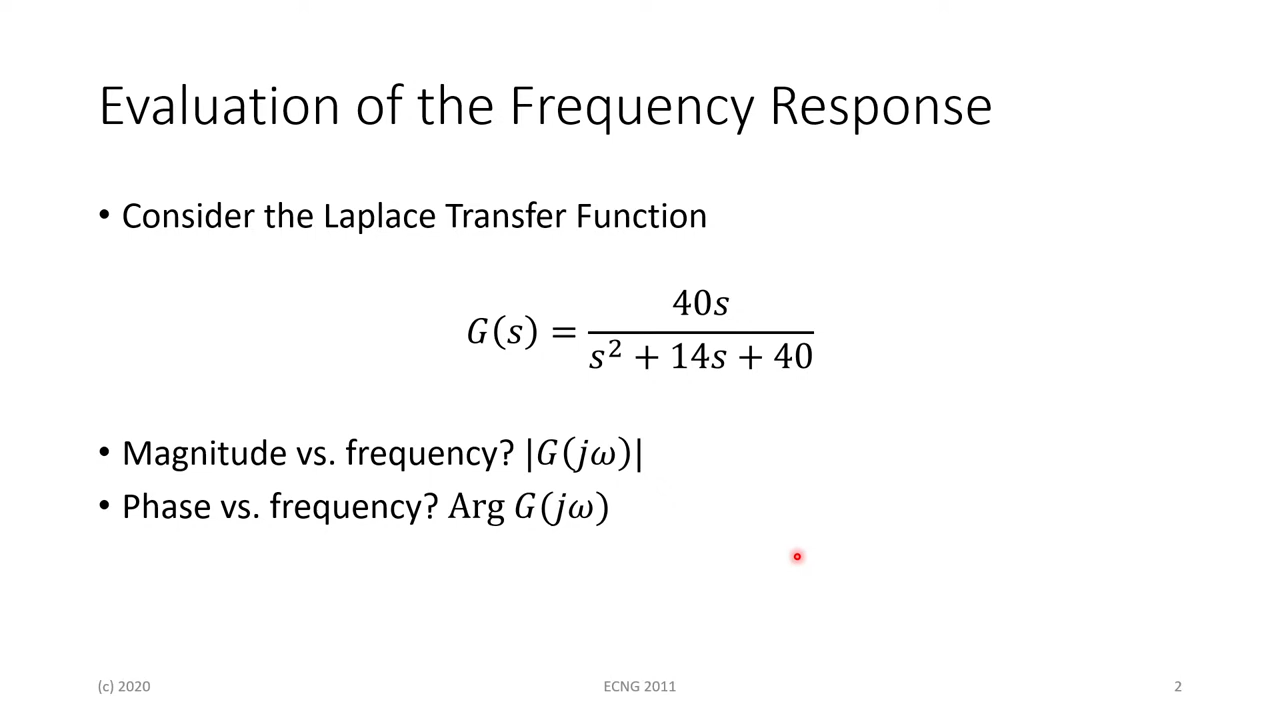 Evaluation of the Frequency Response
• Consider the Laplace Transfer Function
G(s) = 40s / (s² + 14s + 40)
• Magnitude vs. frequency? |G(jω)|
• Phase vs. frequency? Arg G(jω)
(c) 2020 ECNG 2011 2